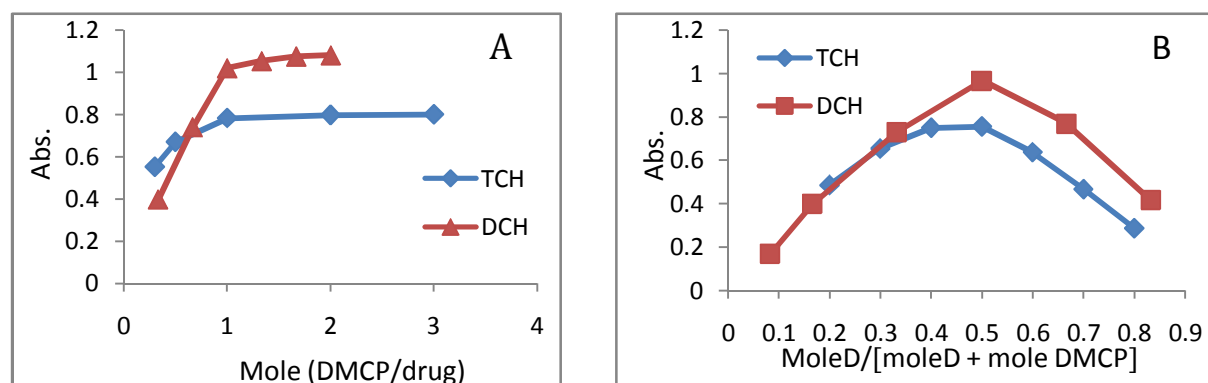 A
1.2
1
0.8
0.6
0.4
0.2
0
Abs.
0 1 2 3 4
Mole (DMCP/drug)
TCH
DCH
B
1.2
1
0.8
0.6
0.4
0.2
0
Abs.
0 0.1 0.2 0.3 0.4 0.5 0.6 0.7 0.8 0.9
MoleD/[moleD + mole DMCP]
TCH
DCH